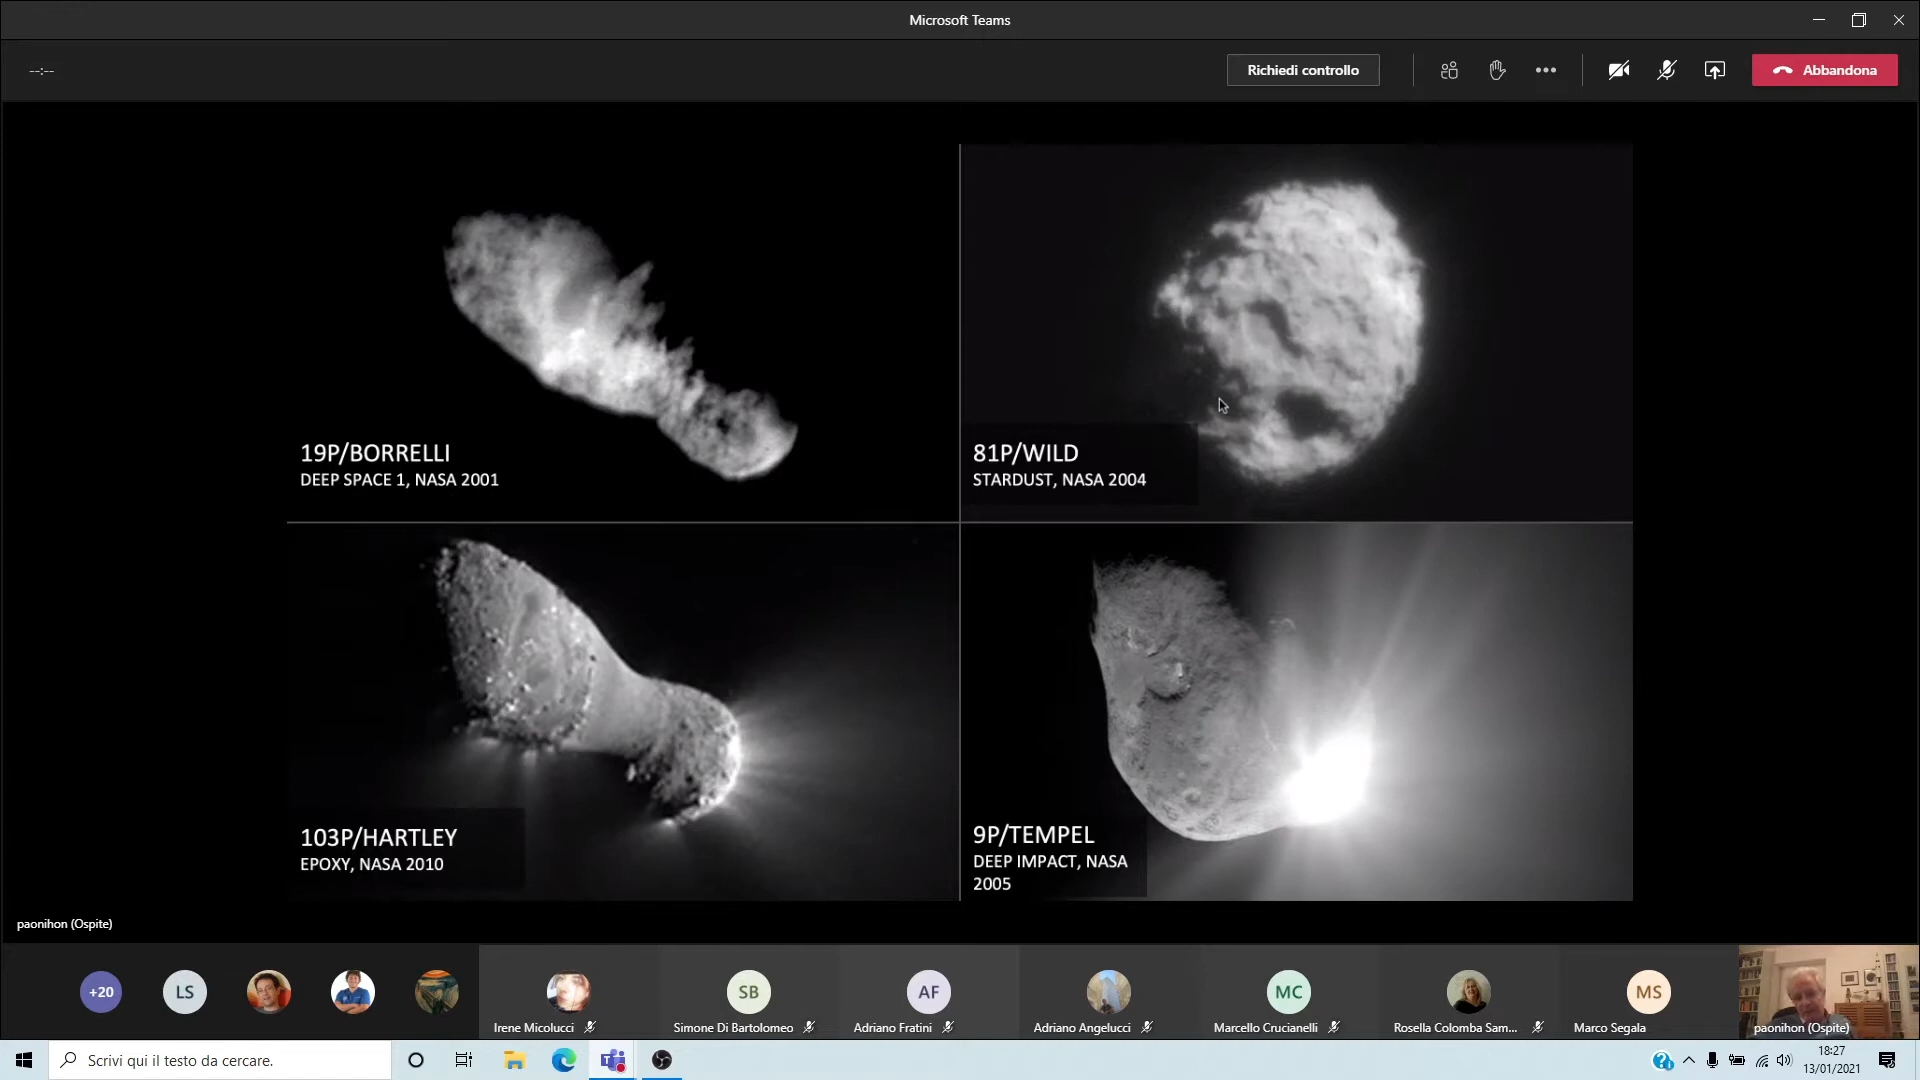 Microsoft Teams
--:--
Richiedi controllo
Abbandona
19P/BORRELLI
DEEP SPACE 1, NASA 2001
81P/WILD
STARDUST, NASA 2004
103P/HARTLEY
EPOXY, NASA 2010
9P/TEMPEL
DEEP IMPACT, NASA
2005
paonihon (Ospite)
+20
LS
SB
AF
MC
MS
Irene Micolucci
Simone Di Bartolomeo
Adriano Fratini
Adriano Angelucci
Marcello Crucianelli
Rosella Colomba Sam...
Marco Segala
paonihon (Ospite)
Scrivi qui il testo da cercare.
18:27
13/01/2021